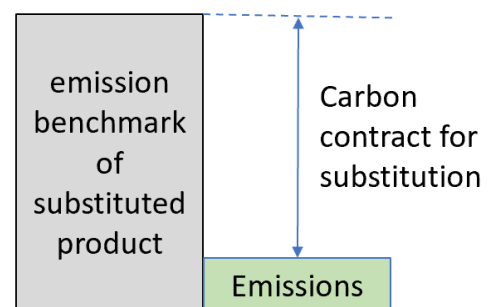 emission
benchmark
of
substituted
product
Carbon
contract for
substitution
Emissions